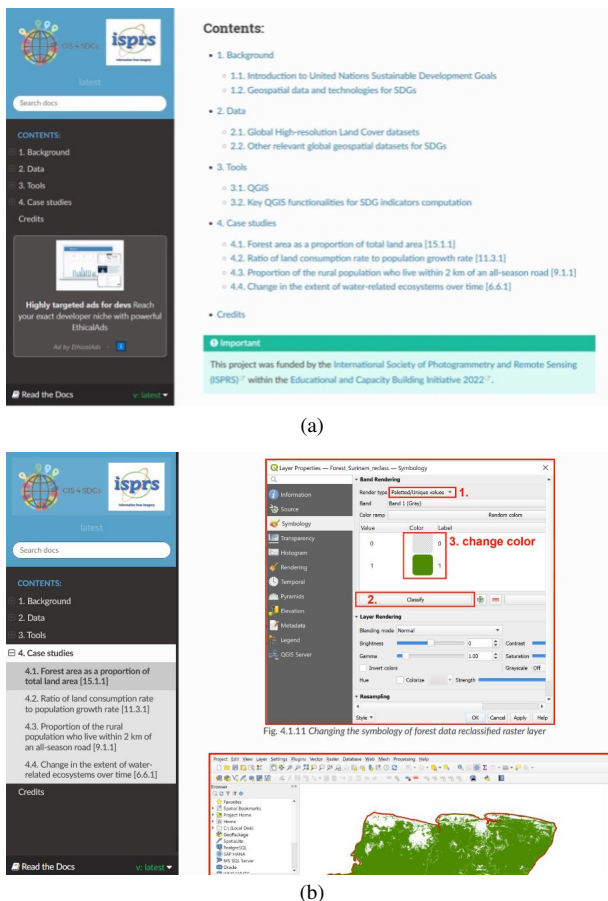 GIS 4 SDGs
isprs
Information from Imagery
latest
Search docs
CONTENTS:
1. Background
2. Data
3. Tools
4. Case studies
Credits
Highly targeted ads for devs Reach
your exact developer niche with powerful
EthicalAds
Ad by EthicalAds
Read the Docs
v: latest
Contents:
1. Background
1.1. Introduction to United Nations Sustainable Development Goals
1.2. Geospatial data and technologies for SDGs
2. Data
2.1. Global High-resolution Land Cover datasets
2.2. Other relevant global geospatial datasets for SDGs
3. Tools
3.1. QGIS
3.2. Key QGIS functionalities for SDG indicators computation
4. Case studies
4.1. Forest area as a proportion of total land area [15.1.1]
4.2. Ratio of land consumption rate to population growth rate [11.3.1]
4.3. Proportion of the rural population who live within 2 km of an all-season road [9.1.1]
4.4. Change in the extent of water-related ecosystems over time [6.6.1]
Credits
Important
This project was funded by the International Society of Photogrammetry and Remote Sensing
(ISPRS) within the Educational and Capacity Building Initiative 2022.
(a)
GIS 4 SDGs
isprs
Information from Imagery
latest
Search docs
CONTENTS:
1. Background
2. Data
3. Tools
4. Case studies
4.1. Forest area as a proportion of
total land area [15.1.1]
4.2. Ratio of land consumption rate
to population growth rate [11.3.1]
4.3. Proportion of the rural
population who live within 2 km of
an all-season road [9.1.1]
4.4. Change in the extent of water-
related ecosystems over time [6.6.1]
Credits
Read the Docs
v: latest
Layer Properties — Forest_Surinam_reclass — Symbology
Information
Source
Symbology
Transparency
Histogram
Rendering
Temporal
Pyramids
Elevation
Metadata
Legend
QGIS Server
Band Rendering
Render type Paletted/Unique values 1.
Band Band 1 (Gray)
Color ramp Random colors
Value Color Label
0 0
3. change color
1 1
2. Classify
Layer Rendering
Blending mode Normal
Brightness 0 Contrast
Gamma 1.00 Saturation
Invert colors Grayscale Off
Hue Colorize Strength
Resampling
Style OK Cancel Apply Help
Fig. 4.1.11 Changing the symbology of forest data reclassified raster layer
Project Edit View Layer Settings Plugins Vector Raster Database Web Mesh Processing Help
Browser
Favorites
Spatial Bookmarks
Project Home
Home
C:\ (Local Disk)
GeoPackage
SpatiaLite
PostgreSQL
SAP HANA
MS SQL Server
Oracle
(b)